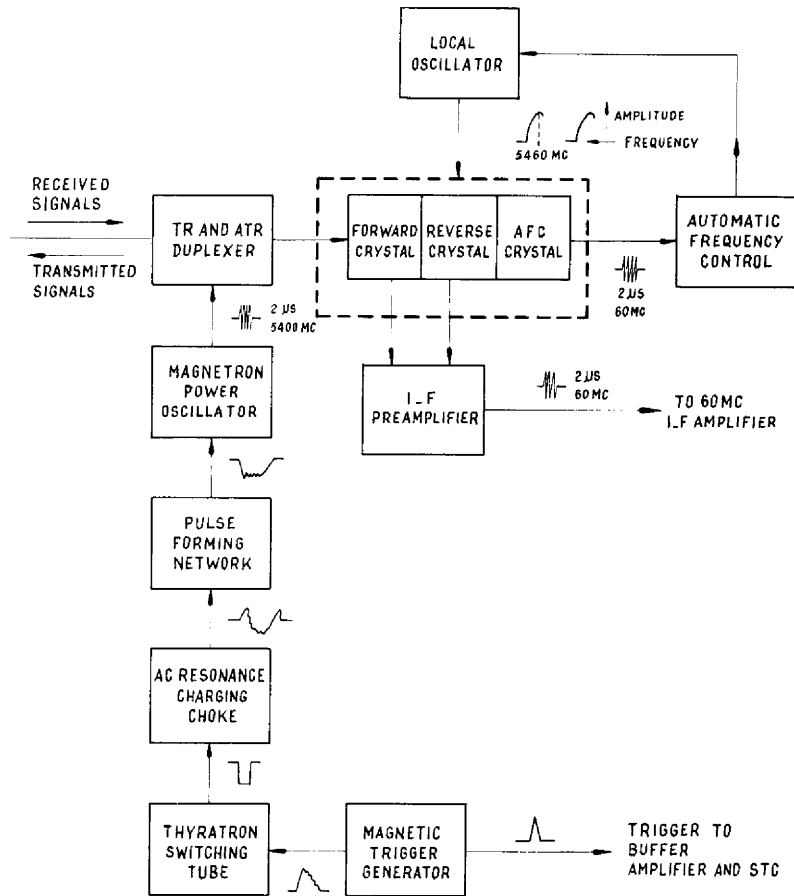 LOCAL
OSCILLATOR
AMPLITUDE
FREQUENCY
5460 MC
RECEIVED
SIGNALS
TRANSMITTED
SIGNALS
TR AND ATR
DUPLEXER
FORWARD
CRYSTAL
REVERSE
CRYSTAL
AFC
CRYSTAL
AUTOMATIC
FREQUENCY
CONTROL
2 µS
5400 MC
2 µS
60 MC
MAGNETRON
POWER
OSCILLATOR
I-F
PREAMPLIFIER
2 µS
60 MC
TO 60 MC
I-F AMPLIFIER
PULSE
FORMING
NETWORK
AC RESONANCE
CHARGING
CHOKE
THYRATRON
SWITCHING
TUBE
MAGNETIC
TRIGGER
GENERATOR
TRIGGER TO
BUFFER
AMPLIFIER AND STC